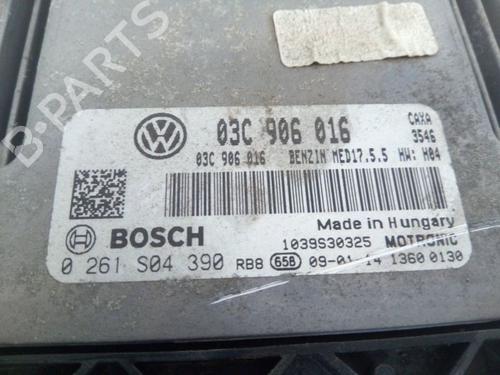 B-PARTS
03C 906 016
CAXA
3546
03C 906 016 BENZIN MED17.5.5 HW: H04
Made in Hungary
BOSCH
1039S30325 MOTRONIC
0 261 S04 390 RB8 65B 09-01-14 1360 0130